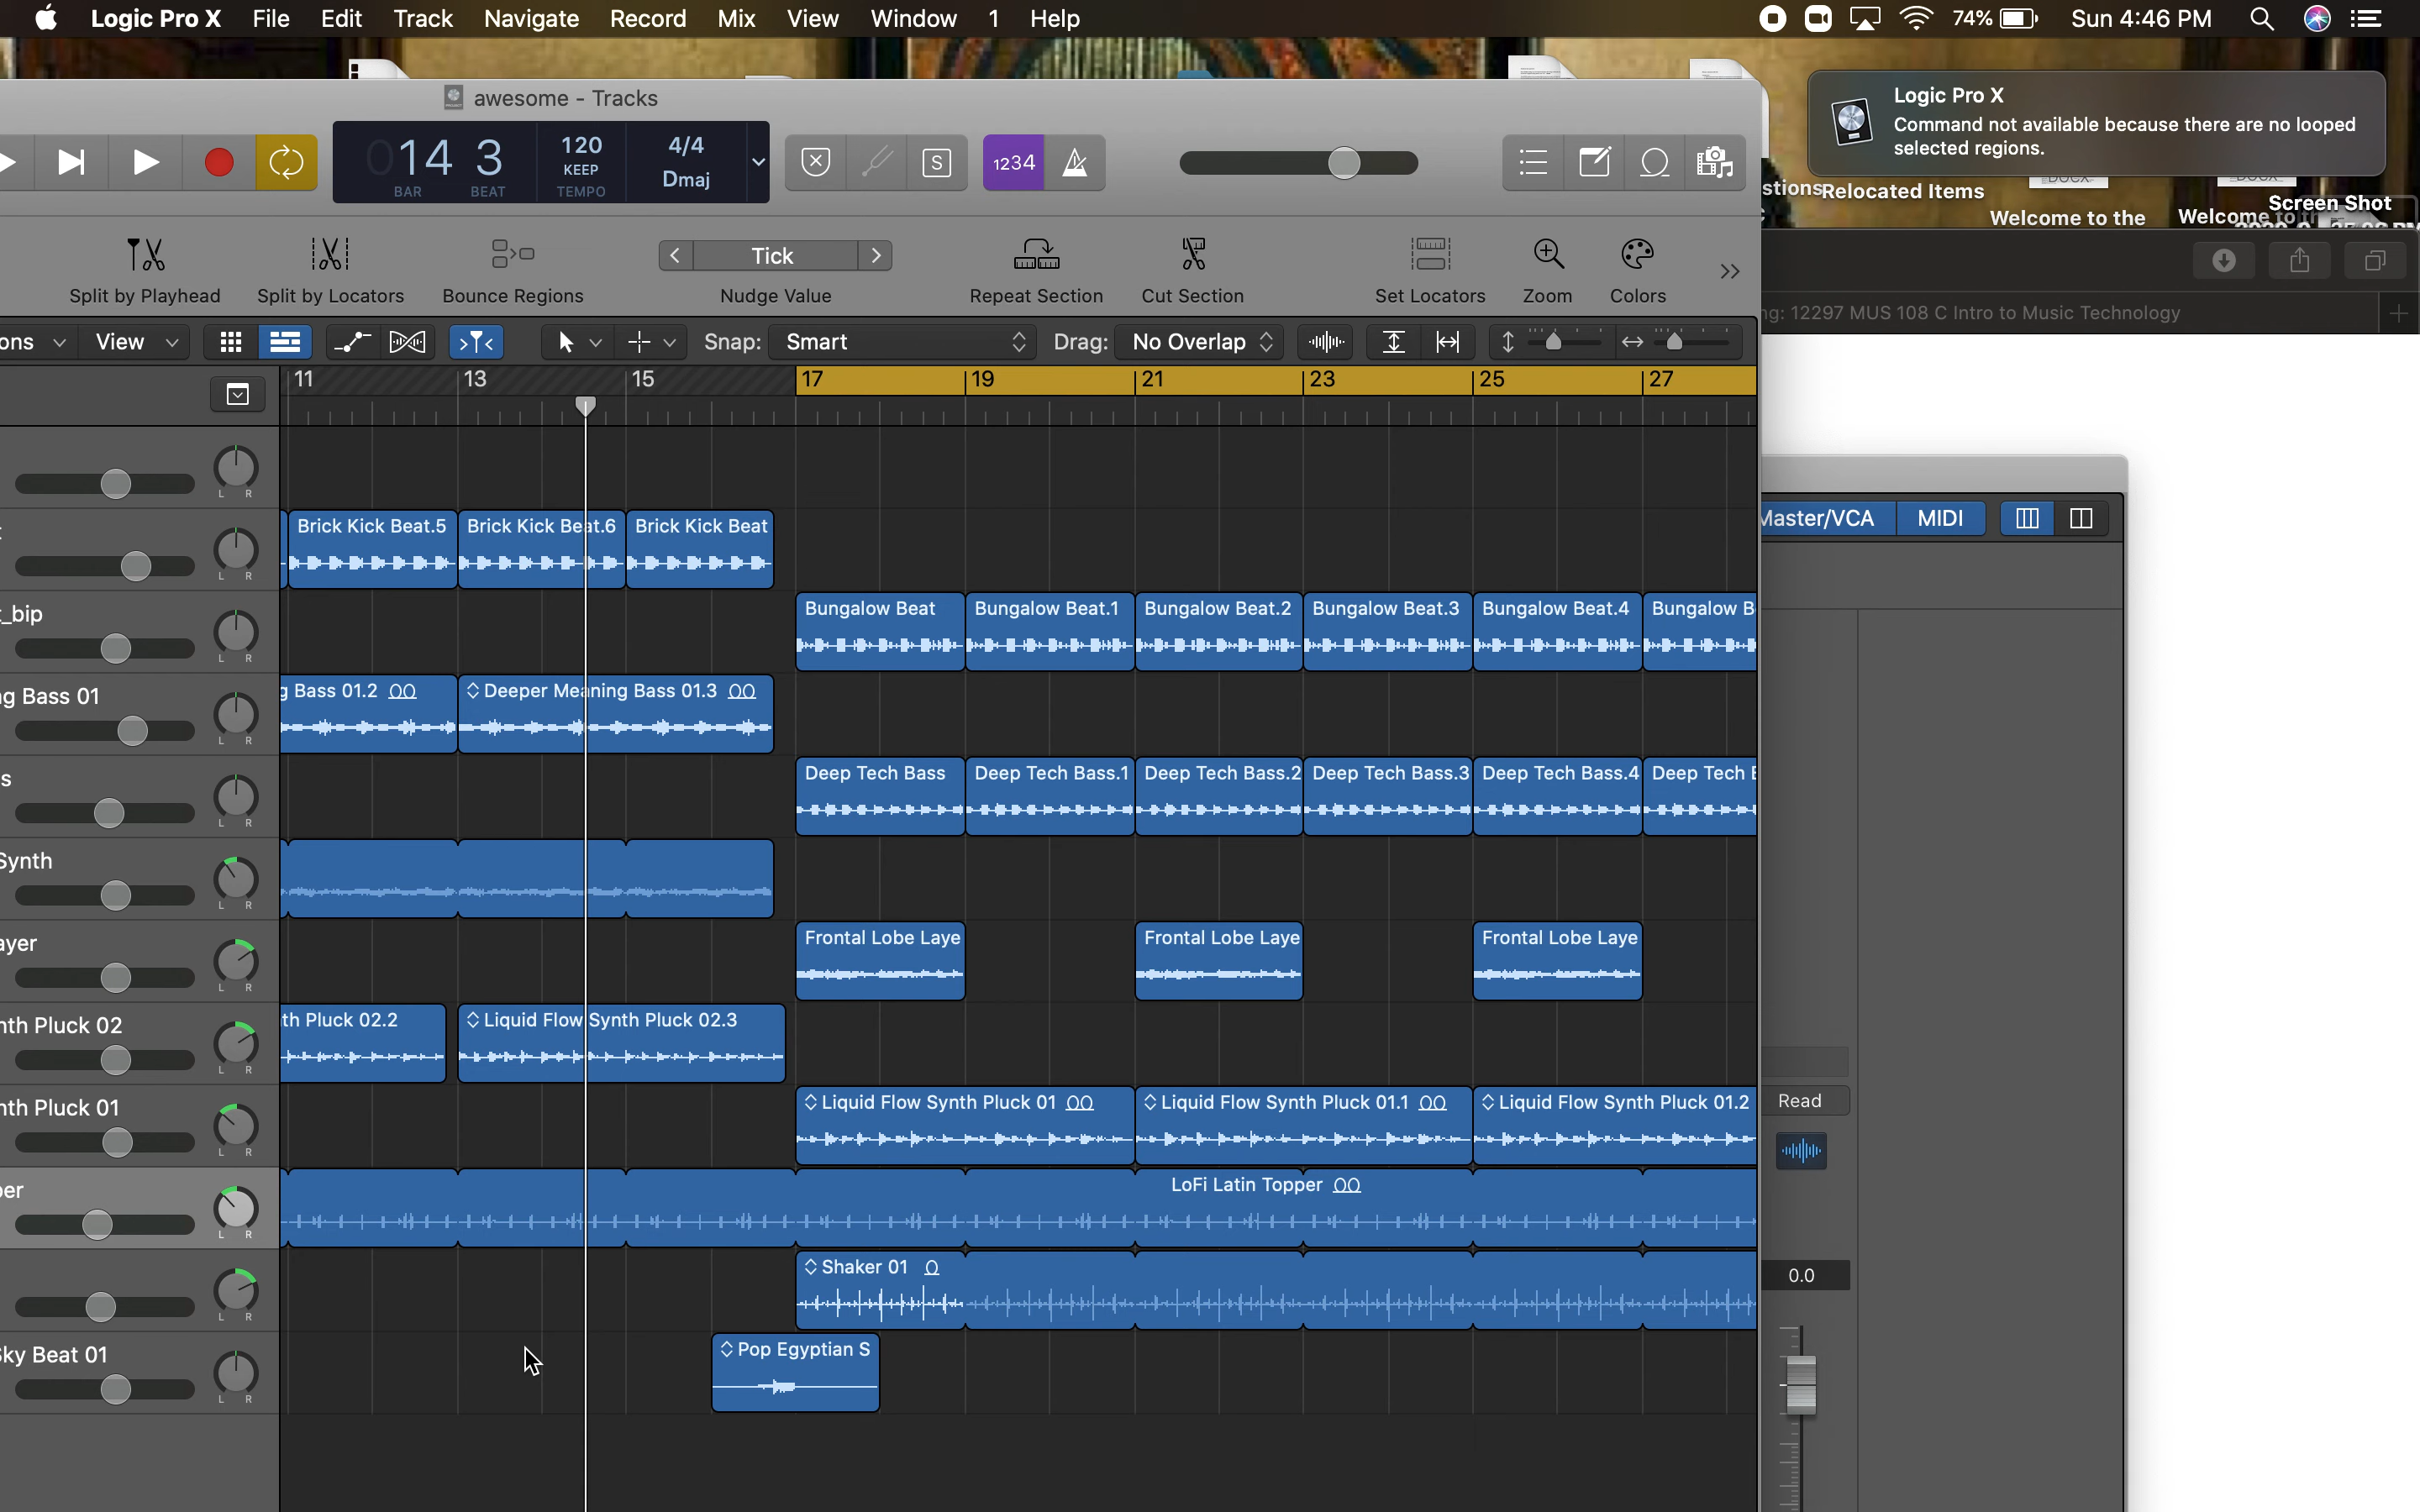 Logic Pro X File Edit Track Navigate Record Mix View Window 1 Help 74% Sun 4:46 PM
awesome - Tracks
Logic Pro X
Command not available because there are no looped
selected regions.
014 3 120 4/4
KEEP Dmaj
BAR BEAT TEMPO
S 1234
stions Relocated Items
Welcome to the
Screen Shot
Split by Playhead Split by Locators Bounce Regions Tick Nudge Value Repeat Section Cut Section Set Locators Zoom Colors
ng: 12297 MUS 108 C Intro to Music Technology
ons View Snap: Smart Drag: No Overlap
11 13 15 17 19 21 23 25 27
L R
Brick Kick Beat.5 Brick Kick Beat.6 Brick Kick Beat
L R
Master/VCA MIDI
t_bip Bungalow Beat Bungalow Beat.1 Bungalow Beat.2 Bungalow Beat.3 Bungalow Beat.4 Bungalow B
L R
ng Bass 01 g Bass 01.2 Deeper Meaning Bass 01.3
L R
s Deep Tech Bass Deep Tech Bass.1 Deep Tech Bass.2 Deep Tech Bass.3 Deep Tech Bass.4 Deep Tech B
L R
Synth
L R
ayer Frontal Lobe Laye Frontal Lobe Laye Frontal Lobe Laye
L R
nth Pluck 02 th Pluck 02.2 Liquid Flow Synth Pluck 02.3
L R
nth Pluck 01 Liquid Flow Synth Pluck 01 Liquid Flow Synth Pluck 01.1 Liquid Flow Synth Pluck 01.2 Read
L R
per LoFi Latin Topper
L R
Shaker 01 0.0
L R
Sky Beat 01 Pop Egyptian S
L R